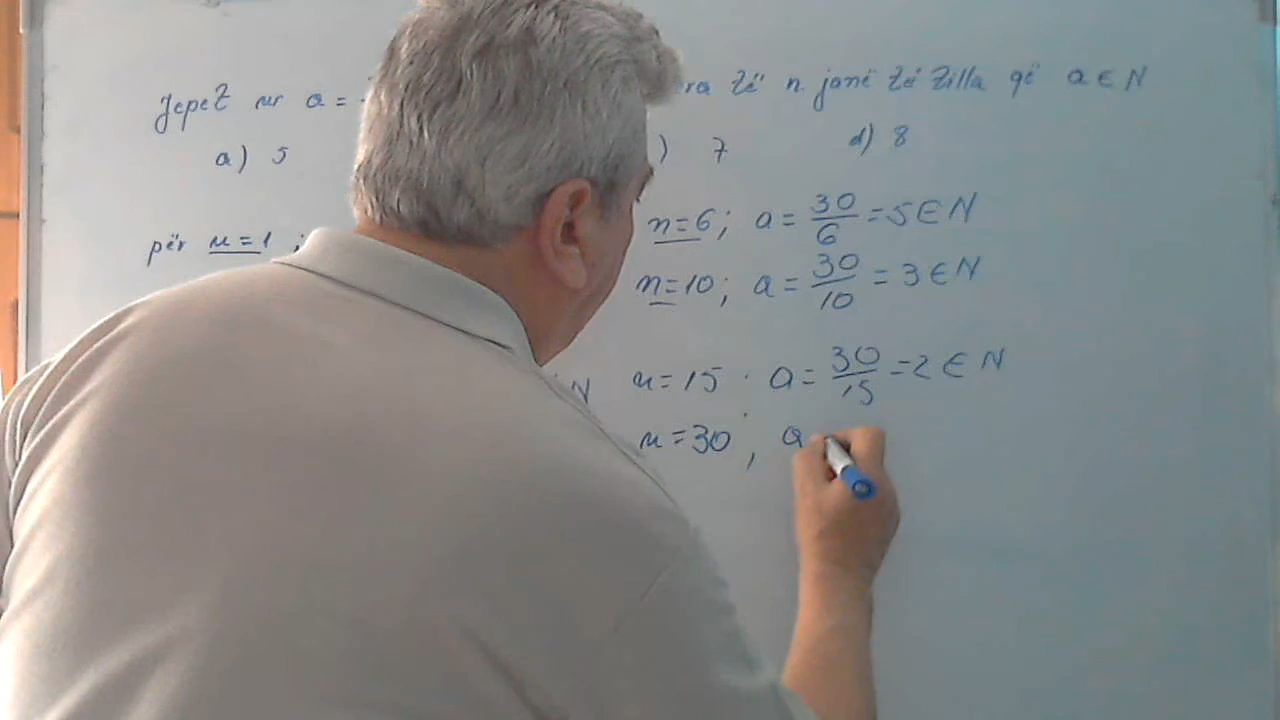 Jepet nr a = ra të n janë të tilla që a ∈ N
a) 5 ) 7 d) 8
për n = 1 ; n = 6 ; a = 30/6 = 5 ∈ N
n = 10 ; a = 30/10 = 3 ∈ N
N n = 15 . a = 30/15 = 2 ∈ N
n = 30 , a